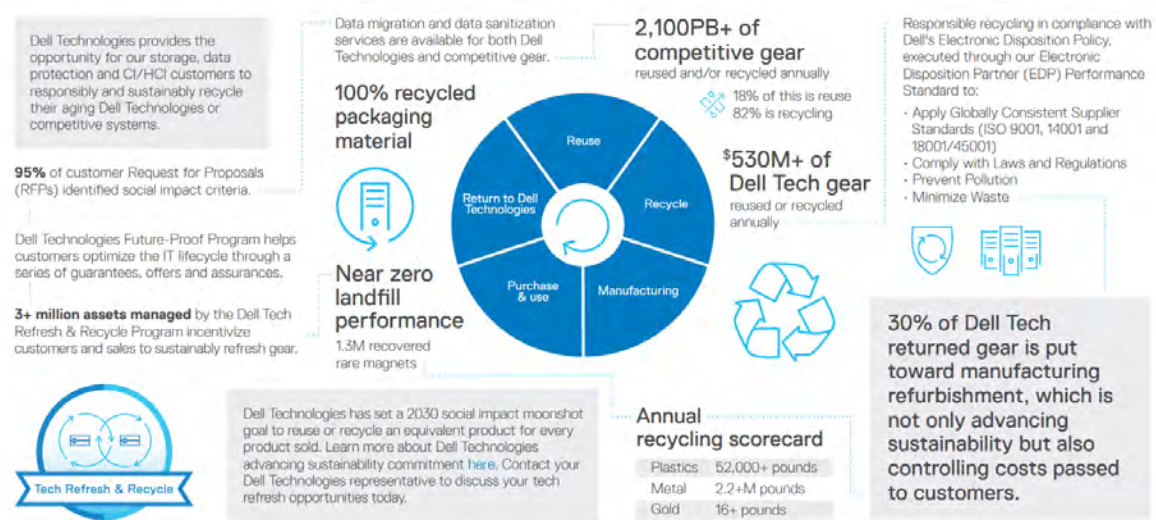 Dell Technologies provides the
opportunity for our storage, data
protection and CI/HCI customers to
responsibly and sustainably recycle
their aging Dell Technologies or
competitive systems.
95% of customer Request for Proposals
(RFPs) identified social impact criteria.
Dell Technologies Future-Proof Program helps
customers optimize the IT lifecycle through a
series of guarantees, offers and assurances.
3+ million assets managed by the Dell Tech
Refresh & Recycle Program incentivize
customers and sales to sustainably refresh gear.
Tech Refresh & Recycle
Data migration and data sanitization
services are available for both Dell
Technologies and competitive gear.
100% recycled
packaging
material
Near zero
landfill
performance
1.3M recovered
rare magnets
Reuse
Recycle
Manufacturing
Purchase
& use
Return to Dell
Technologies
2,100PB+ of
competitive gear
reused and/or recycled annually
18% of this is reuse
82% is recycling
$530M+ of
Dell Tech gear
reused or recycled
annually
Responsible recycling in compliance with
Dell's Electronic Disposition Policy,
executed through our Electronic
Disposition Partner (EDP) Performance
Standard to:
• Apply Globally Consistent Supplier
Standards (ISO 9001, 14001 and
18001/45001)
• Comply with Laws and Regulations
• Prevent Pollution
• Minimize Waste
30% of Dell Tech
returned gear is put
toward manufacturing
refurbishment, which is
not only advancing
sustainability but also
controlling costs passed
to customers.
Dell Technologies has set a 2030 social impact moonshot
goal to reuse or recycle an equivalent product for every
product sold. Learn more about Dell Technologies
advancing sustainability commitment here. Contact your
Dell Technologies representative to discuss your tech
refresh opportunities today.
Annual
recycling scorecard
Plastics 52,000+ pounds
Metal 2.2+M pounds
Gold 16+ pounds